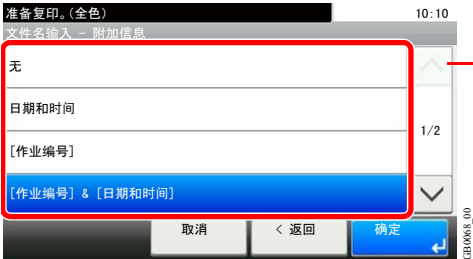 准备复印。(全色)
10:10
文件名输入 - 附加信息
无
日期和时间
1/2
[作业编号]
[作业编号] & [日期和时间]
取消
< 返回
确定
GB0068_00